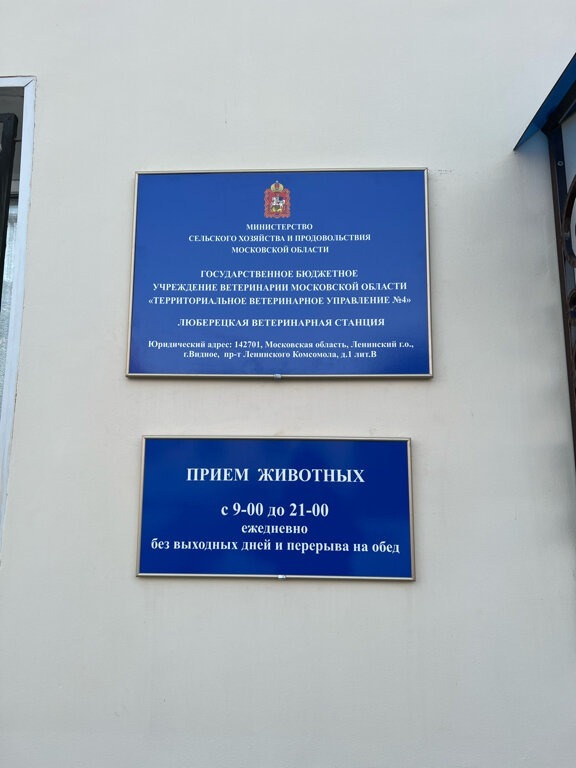 МИНИСТЕРСТВО
СЕЛЬСКОГО ХОЗЯЙСТВА И ПРОДОВОЛЬСТВИЯ
МОСКОВСКОЙ ОБЛАСТИ
ГОСУДАРСТВЕННОЕ БЮДЖЕТНОЕ
УЧРЕЖДЕНИЕ ВЕТЕРИНАРИИ МОСКОВСКОЙ ОБЛАСТИ
«ТЕРРИТОРИАЛЬНОЕ ВЕТЕРИНАРНОЕ УПРАВЛЕНИЕ №4»
ЛЮБЕРЕЦКАЯ ВЕТЕРИНАРНАЯ СТАНЦИЯ
Юридический адрес: 142701, Московская область, Ленинский г.о.,
г.Видное, пр-т Ленинского Комсомола, д.1 лит.В
ПРИЕМ ЖИВОТНЫХ
с 9-00 до 21-00
ежедневно
без выходных дней и перерыва на обед